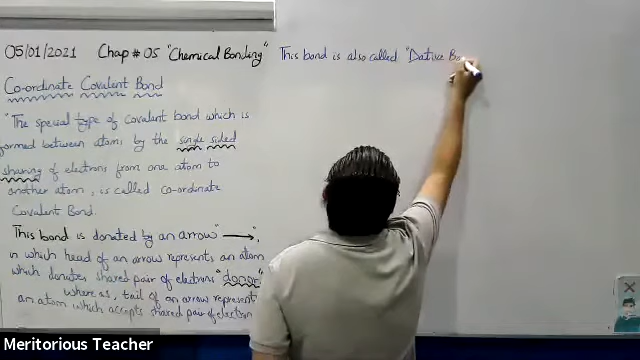 05/01/2021 Chap # 05 "Chemical Bonding"
Co-ordinate Covalent Bond
"The special type of covalent bond which is
formed between atoms by the single sided
sharing of electrons from one atom to
another atom, is called co-ordinate
Covalent Bond.
This bond is donated by an arrow "⟶",
in which head of an arrow represents an atom
which donates shared pair of electrons "donor"
where as, tail of an arrow represent
an atom which accepts shared pair of electron
This bond is also called "Dative Bo
Meritorious Teacher